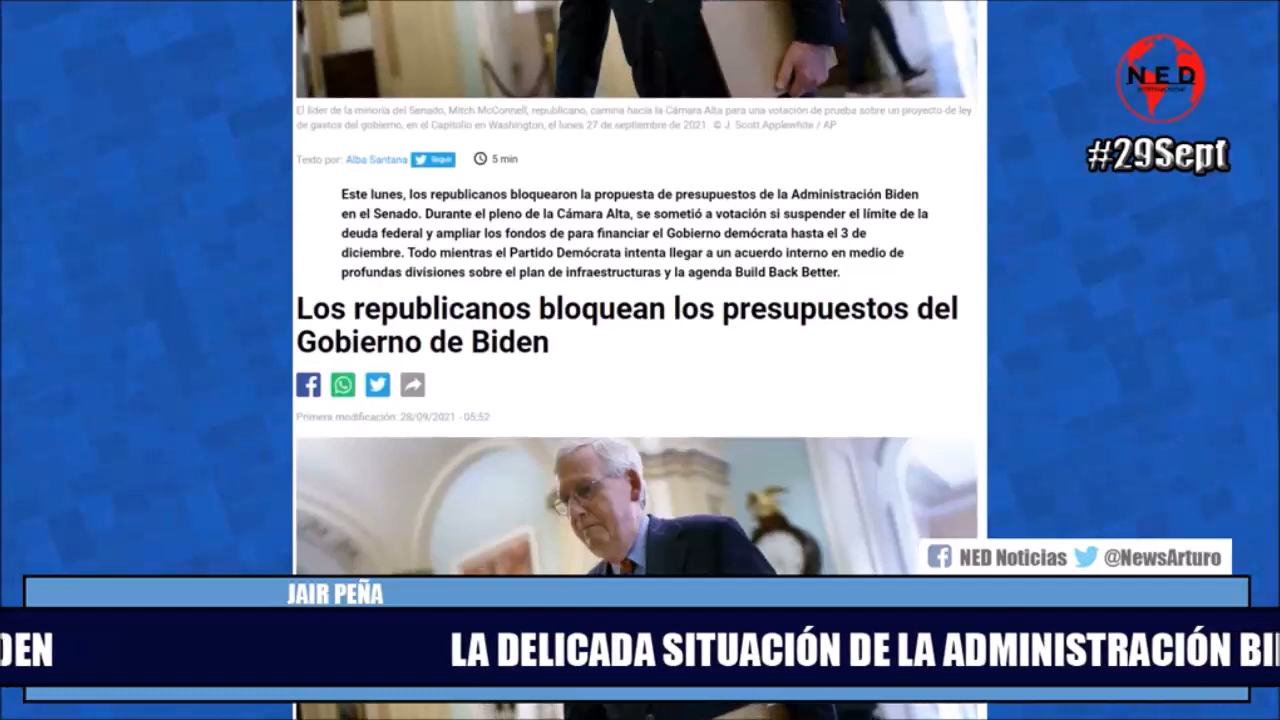 El líder de la minoría del Senado, Mitch McConnell, republicano, camina hacia la Cámara Alta para una votación de prueba sobre un proyecto de ley
de gastos del gobierno, en el Capitolio en Washington, el lunes 27 de septiembre de 2021. © J. Scott Applewhite / AP
Texto por: Alba Santana Seguir 5 min
Este lunes, los republicanos bloquearon la propuesta de presupuestos de la Administración Biden
en el Senado. Durante el pleno de la Cámara Alta, se sometió a votación si suspender el límite de la
deuda federal y ampliar los fondos de para financiar el Gobierno demócrata hasta el 3 de
diciembre. Todo mientras el Partido Demócrata intenta llegar a un acuerdo interno en medio de
profundas divisiones sobre el plan de infraestructuras y la agenda Build Back Better.
Los republicanos bloquean los presupuestos del
Gobierno de Biden
Primera modificación: 28/09/2021 - 05:52
NED
#29Sept
NED Noticias @NewsArturo
JAIR PEÑA
DEN LA DELICADA SITUACIÓN DE LA ADMINISTRACIÓN BI